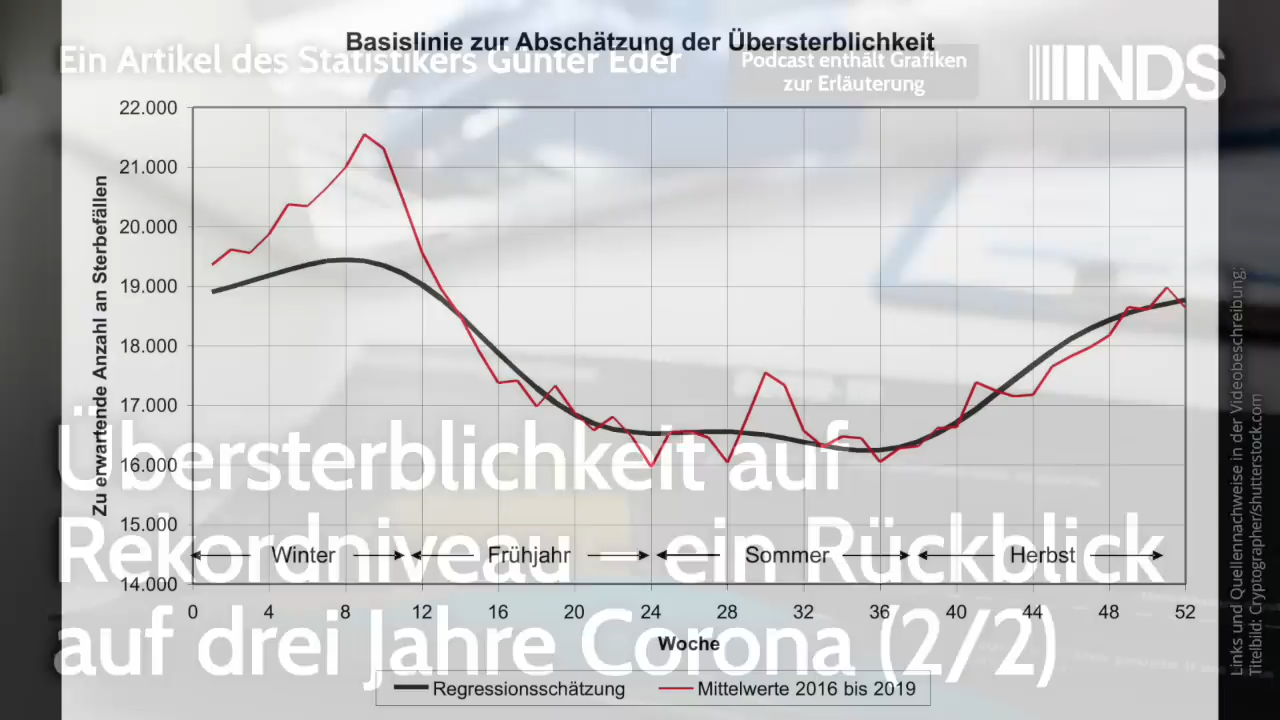 Basislinie zur Abschätzung der Übersterblichkeit
Ein Artikel des Statistikers Günter Eder
Podcast enthält Grafiken
zur Erläuterung
NDS
22.000
21.000
20.000
19.000
18.000
17.000
16.000
15.000
14.000
Zu erwartende Anzahl an Sterbefällen
Übersterblichkeit auf
Rekordniveau – ein Rückblick
auf drei Jahre Corona (2/2)
Winter
Frühjahr
Sommer
Herbst
0 4 8 12 16 20 24 28 32 36 40 44 48 52
Woche
Regressionsschätzung
Mittelwerte 2016 bis 2019
Links und Quellennachweise in der Videobeschreibung;
Titelbild: Cryptographer/shutterstock.com